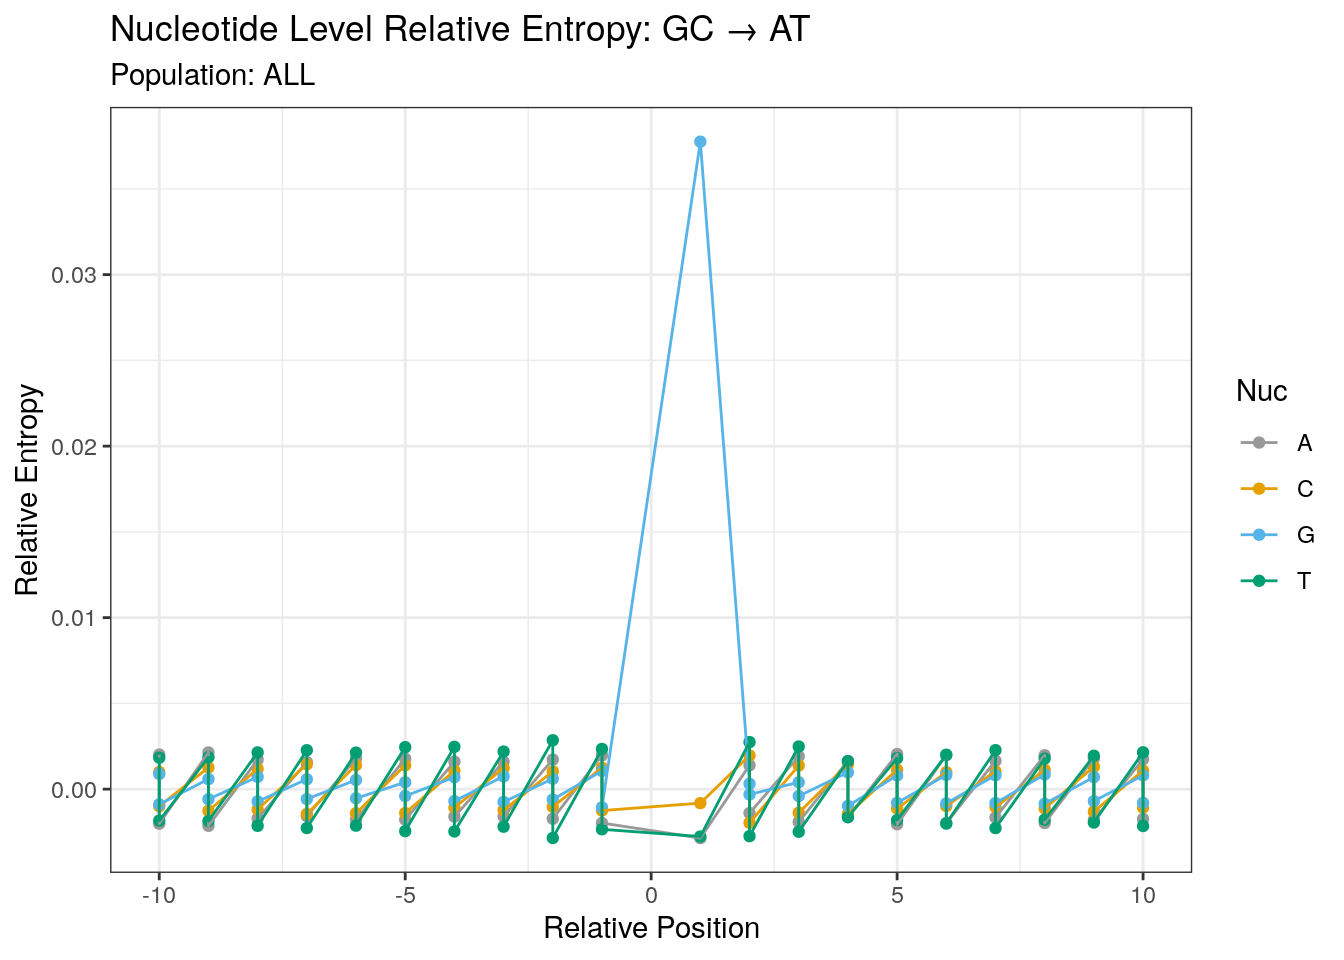 Nucleotide Level Relative Entropy: GC → AT
Population: ALL
Relative Entropy
0.03
0.02
0.01
0.00
-10
-5
0
5
10
Relative Position
Nuc
A
C
G
T